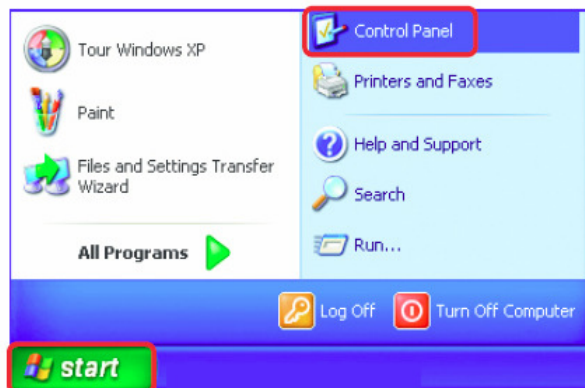 Tour Windows XP
Paint
Files and Settings Transfer
Wizard
All Programs
Control Panel
Printers and Faxes
Help and Support
Search
Run...
Log Off
Turn Off Computer
start